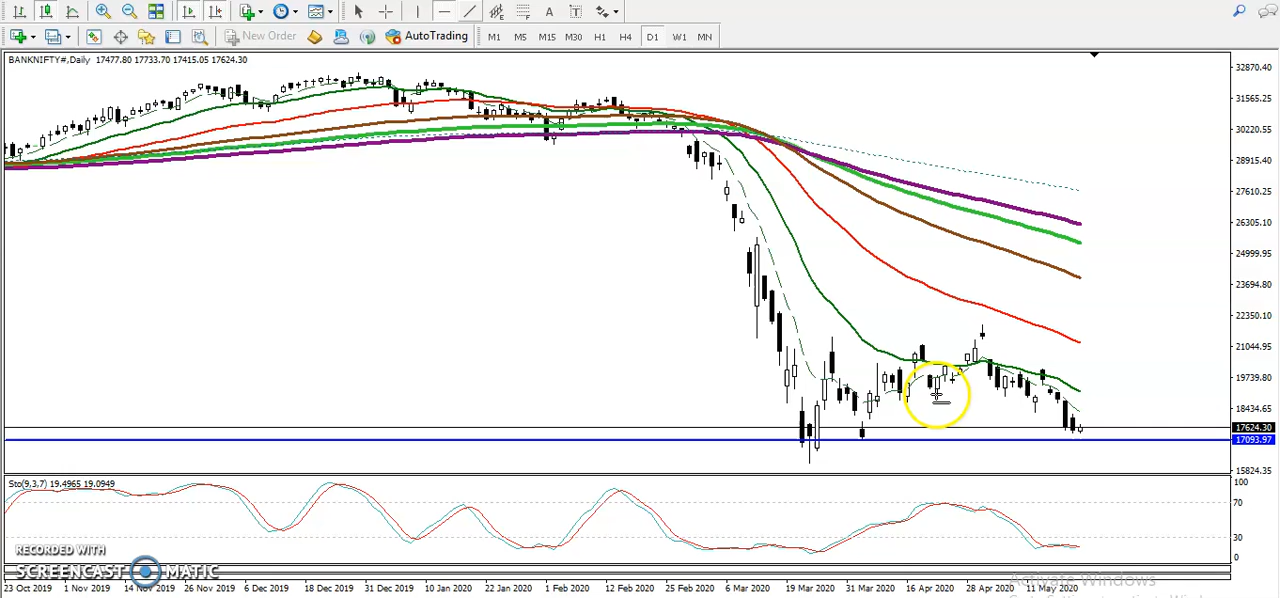 New Order
AutoTrading
M1 M5 M15 M30 H1 H4 D1 W1 MN
BANKNIFTY#,Daily 17477.80 17733.70 17415.05 17624.30
32870.40
31565.25
30220.55
28915.40
27610.25
26305.10
24999.95
23694.80
22350.10
21044.95
19739.80
18434.65
17624.30
17093.97
15824.35
Sto(9,3,7) 19.4965 19.0949
100
70
30
0
RECORDED WITH
SCREENCAST MATIC
Activate Windows
23 Oct 2019 1 Nov 2019 14 Nov 2019 26 Nov 2019 6 Dec 2019 18 Dec 2019 31 Dec 2019 10 Jan 2020 22 Jan 2020 1 Feb 2020 12 Feb 2020 25 Feb 2020 6 Mar 2020 19 Mar 2020 31 Mar 2020 16 Apr 2020 28 Apr 2020 11 May 2020